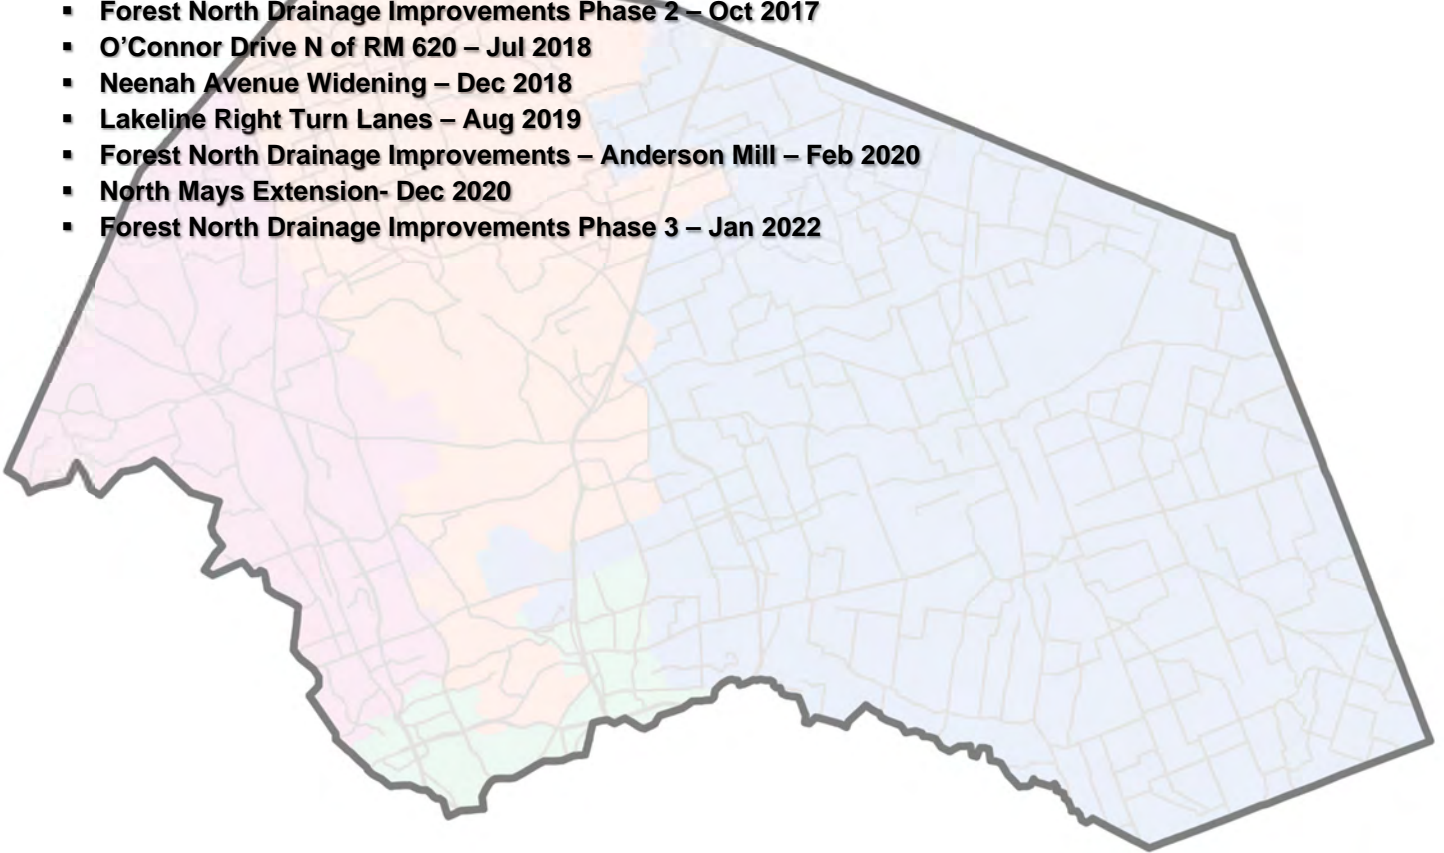 ▪ Forest North Drainage Improvements Phase 2 – Oct 2017
▪ O’Connor Drive N of RM 620 – Jul 2018
▪ Neenah Avenue Widening – Dec 2018
▪ Lakeline Right Turn Lanes – Aug 2019
▪ Forest North Drainage Improvements – Anderson Mill – Feb 2020
▪ North Mays Extension- Dec 2020
▪ Forest North Drainage Improvements Phase 3 – Jan 2022